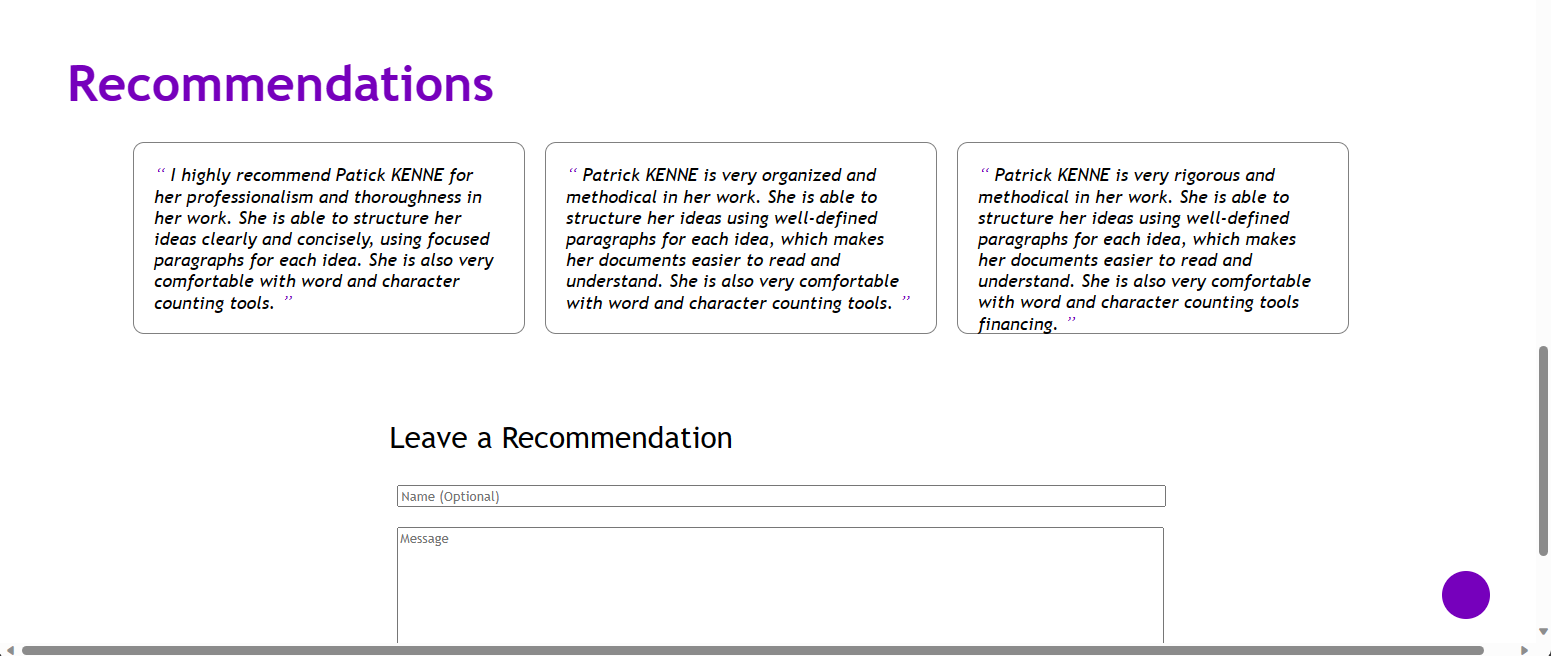 Recommendations
“ I highly recommend Patick KENNE for
her professionalism and thoroughness in
her work. She is able to structure her
ideas clearly and concisely, using focused
paragraphs for each idea. She is also very
comfortable with word and character
counting tools. ”
“ Patrick KENNE is very organized and
methodical in her work. She is able to
structure her ideas using well-defined
paragraphs for each idea, which makes
her documents easier to read and
understand. She is also very comfortable
with word and character counting tools. ”
“ Patrick KENNE is very rigorous and
methodical in her work. She is able to
structure her ideas using well-defined
paragraphs for each idea, which makes
her documents easier to read and
understand. She is also very comfortable
with word and character counting tools
financing. ”
Leave a Recommendation
Name (Optional)
Message